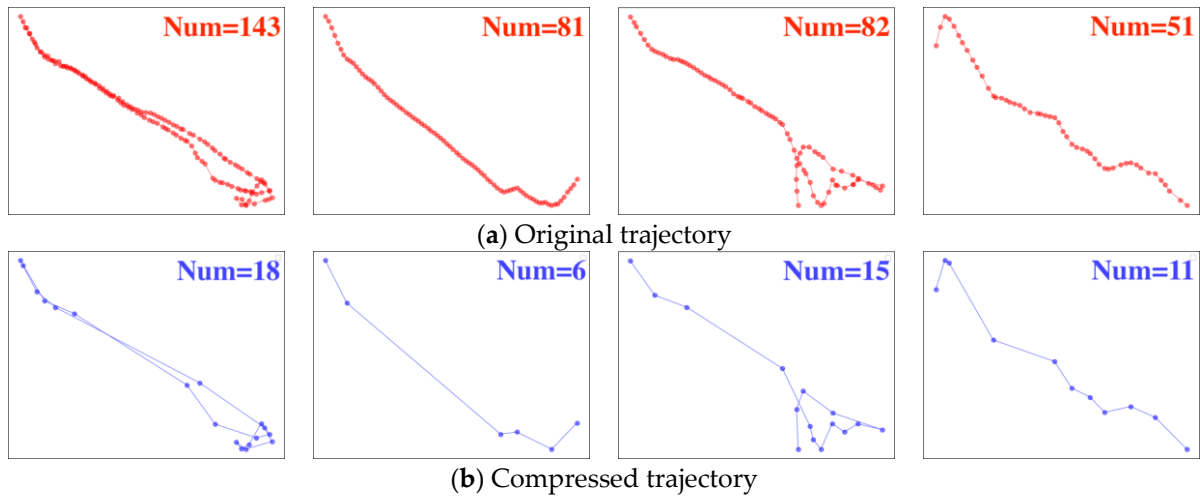 Num=143
Num=81
Num=82
Num=51
(a) Original trajectory
Num=18
Num=6
Num=15
Num=11
(b) Compressed trajectory